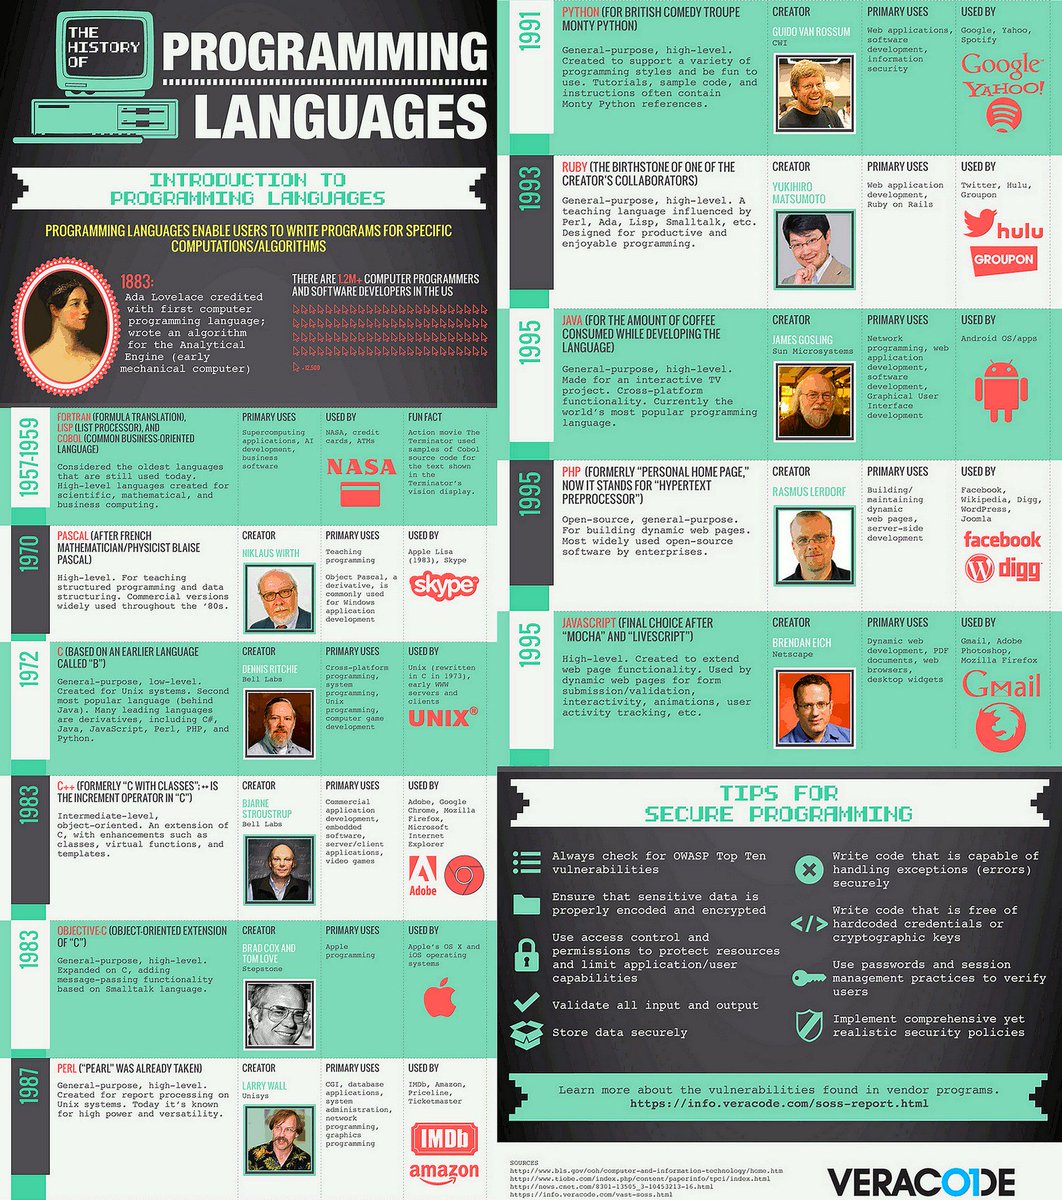 THE
HISTORY
OF
PROGRAMMING
LANGUAGES
INTRODUCTION TO
PROGRAMMING LANGUAGES
PROGRAMMING LANGUAGES ENABLE USERS TO WRITE PROGRAMS FOR SPECIFIC
COMPUTATIONS/ALGORITHMS
1883:
Ada Lovelace credited
with first computer
programming language;
wrote an algorithm
for the Analytical
Engine (early
mechanical computer)
THERE ARE 1.2M+ COMPUTER PROGRAMMERS
AND SOFTWARE DEVELOPERS IN THE US
- 12,500
1957-1959
FORTRAN (FORMULA TRANSLATION),
LISP (LIST PROCESSOR), AND
COBOL (COMMON BUSINESS-ORIENTED
LANGUAGE)
Considered the oldest languages
that are still used today.
High-level languages created for
scientific, mathematical, and
business computing.
PRIMARY USES
Supercomputing
applications, AI
development,
business
software
USED BY
NASA, credit
cards, ATMs
NASA
FUN FACT
Action movie The
Terminator used
samples of Cobol
source code for
the text shown
in the
Terminator's
vision display.
1970
PASCAL (AFTER FRENCH
MATHEMATICIAN/PHYSICIST BLAISE
PASCAL)
High-level. For teaching
structured programming and data
structuring. Commercial versions
widely used throughout the '80s.
CREATOR
NIKLAUS WIRTH
PRIMARY USES
Teaching
programming
Object Pascal, a
derivative, is
commonly used
for Windows
application
development
USED BY
Apple Lisa
(1983), Skype
skype
1972
C (BASED ON AN EARLIER LANGUAGE
CALLED "B")
General-purpose, low-level.
Created for Unix systems. Second
most popular language (behind
Java). Many leading languages
are derivatives, including C#,
Java, JavaScript, Perl, PHP, and
Python.
CREATOR
DENNIS RITCHIE
Bell Labs
PRIMARY USES
Cross-platform
programming,
system
programming,
Unix
programming,
computer game
development
USED BY
Unix (rewritten
in C in 1973),
early WWW
servers and
clients
UNIX®
1983
C++ (FORMERLY "C WITH CLASSES"; ++ IS
THE INCREMENT OPERATOR IN "C")
Intermediate-level,
object-oriented. An extension of
C, with enhancements such as
classes, virtual functions, and
templates.
CREATOR
BJARNE
STROUSTRUP
Bell Labs
PRIMARY USES
Commercial
application
development,
embedded
software,
server/client
applications,
video games
USED BY
Adobe, Google
Chrome, Mozilla
Firefox,
Microsoft
Internet
Explorer
Adobe
1983
OBJECTIVE-C (OBJECT-ORIENTED EXTENSION
OF "C")
General-purpose, high-level.
Expanded on C, adding
message-passing functionality
based on Smalltalk language.
CREATOR
BRAD COX AND
TOM LOVE
Stepstone
PRIMARY USES
Apple
programming
USED BY
Apple's OS X and
iOS operating
systems
1987
PERL ("PEARL" WAS ALREADY TAKEN)
General-purpose, high-level.
Created for report processing on
Unix systems. Today it's known
for high power and versatility.
CREATOR
LARRY WALL
Unisys
PRIMARY USES
CGI, database
applications,
system
administration,
network
programming,
graphics
programming
USED BY
IMDb, Amazon,
Priceline,
Ticketmaster
IMDb
amazon
1991
PYTHON (FOR BRITISH COMEDY TROUPE
MONTY PYTHON)
General-purpose, high-level.
Created to support a variety of
programming styles and be fun to
use. Tutorials, sample code, and
instructions often contain
Monty Python references.
CREATOR
GUIDO VAN ROSSUM
CWI
PRIMARY USES
Web applications,
software
development,
information
security
USED BY
Google, Yahoo,
Spotify
Google
YAHOO!
1993
RUBY (THE BIRTHSTONE OF ONE OF THE
CREATOR'S COLLABORATORS)
General-purpose, high-level. A
teaching language influenced by
Perl, Ada, Lisp, Smalltalk, etc.
Designed for productive and
enjoyable programming.
CREATOR
YUKIHIRO
MATSUMOTO
PRIMARY USES
Web application
development,
Ruby on Rails
USED BY
Twitter, Hulu,
Groupon
hulu
GROUPON
1995
JAVA (FOR THE AMOUNT OF COFFEE
CONSUMED WHILE DEVELOPING THE
LANGUAGE)
General-purpose, high-level.
Made for an interactive TV
project. Cross-platform
functionality. Currently the
world's most popular programming
language.
CREATOR
JAMES GOSLING
Sun Microsystems
PRIMARY USES
Network
programming, web
application
development,
software
development,
Graphical User
Interface
development
USED BY
Android OS/apps
1995
PHP (FORMERLY "PERSONAL HOME PAGE,"
NOW IT STANDS FOR "HYPERTEXT
PREPROCESSOR")
Open-source, general-purpose.
For building dynamic web pages.
Most widely used open-source
software by enterprises.
CREATOR
RASMUS LERDORF
PRIMARY USES
Building/
maintaining
dynamic
web pages,
server-side
development
USED BY
Facebook,
Wikipedia, Digg,
WordPress,
Joomla
facebook
digg
1995
JAVASCRIPT (FINAL CHOICE AFTER
"MOCHA" AND "LIVESCRIPT")
High-level. Created to extend
web page functionality. Used by
dynamic web pages for form
submission/validation,
interactivity, animations, user
activity tracking, etc.
CREATOR
BRENDAN EICH
Netscape
PRIMARY USES
Dynamic web
development, PDF
documents, web
browsers,
desktop widgets
USED BY
Gmail, Adobe
Photoshop,
Mozilla Firefox
GMail
TIPS FOR
SECURE PROGRAMMING
Always check for OWASP Top Ten
vulnerabilities
Ensure that sensitive data is
properly encoded and encrypted
Use access control and
permissions to protect resources
and limit application/user
capabilities
Validate all input and output
Store data securely
Write code that is capable of
handling exceptions (errors)
securely
Write code that is free of
hardcoded credentials or
cryptographic keys
Use passwords and session
management practices to verify
users
Implement comprehensive yet
realistic security policies
Learn more about the vulnerabilities found in vendor programs.
https://info.veracode.com/soss-report.html
SOURCES
http://www.bls.gov/ooh/computer-and-information-technology/home.htm
http://www.tiobe.com/index.php/content/paperinfo/tpci/index.html
http://news.cnet.com/8301-13505_3-10453213-16.html
https://info.veracode.com/vast-soss.html
VERACODE